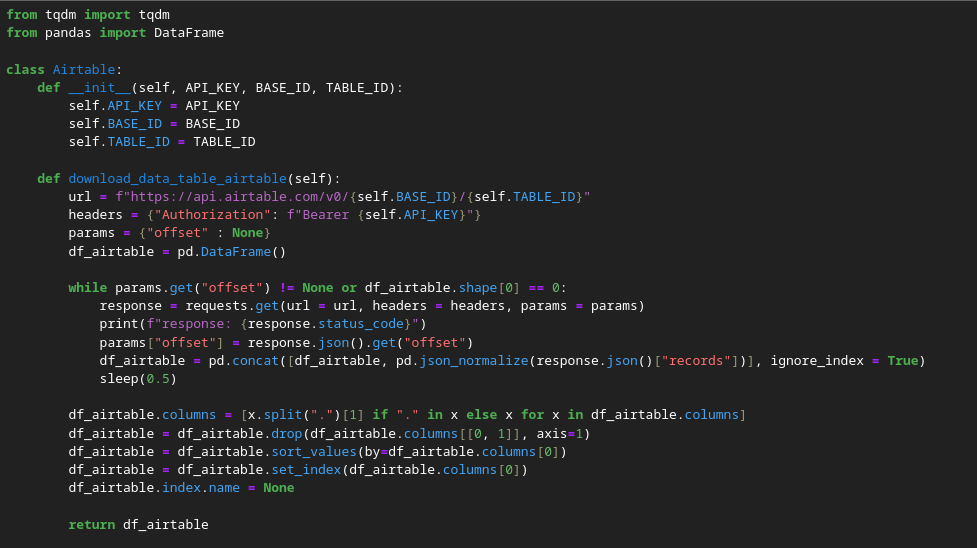 from tqdm import tqdm
from pandas import DataFrame

class Airtable:
    def __init__(self, API_KEY, BASE_ID, TABLE_ID):
        self.API_KEY = API_KEY
        self.BASE_ID = BASE_ID
        self.TABLE_ID = TABLE_ID

    def download_data_table_airtable(self):
        url = f"https://api.airtable.com/v0/{self.BASE_ID}/{self.TABLE_ID}"
        headers = {"Authorization": f"Bearer {self.API_KEY}"}
        params = {"offset" : None}
        df_airtable = pd.DataFrame()

        while params.get("offset") != None or df_airtable.shape[0] == 0:
            response = requests.get(url = url, headers = headers, params = params)
            print(f"response: {response.status_code}")
            params["offset"] = response.json().get("offset")
            df_airtable = pd.concat([df_airtable, pd.json_normalize(response.json()["records"])], ignore_index = True)
            sleep(0.5)

        df_airtable.columns = [x.split(".")[1] if "." in x else x for x in df_airtable.columns]
        df_airtable = df_airtable.drop(df_airtable.columns[[0, 1]], axis=1)
        df_airtable = df_airtable.sort_values(by=df_airtable.columns[0])
        df_airtable = df_airtable.set_index(df_airtable.columns[0])
        df_airtable.index.name = None

        return df_airtable